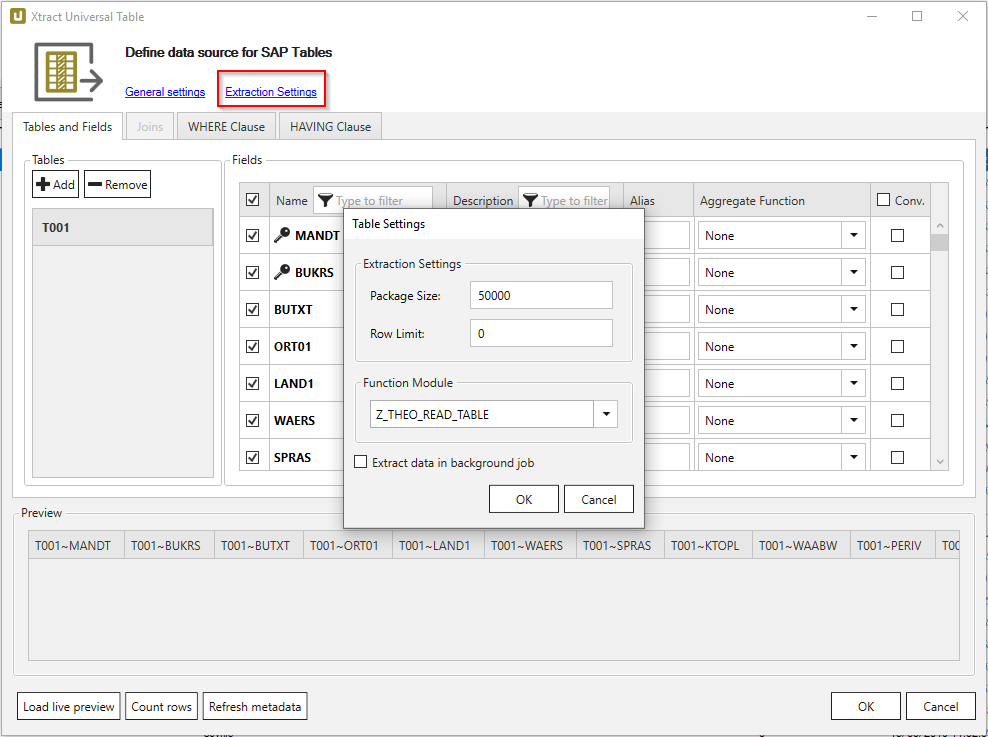 Xtract Universal Table
Define data source for SAP Tables
General settings
Extraction Settings
Tables and Fields
Joins
WHERE Clause
HAVING Clause
Tables
Add
Remove
T001
Fields
Name
Type to filter
Description
Type to filter
Alias
Aggregate Function
Conv.
MANDT
None
BUKRS
None
BUTXT
None
ORT01
None
LAND1
None
WAERS
None
SPRAS
None
Table Settings
Extraction Settings
Package Size:
50000
Row Limit:
0
Function Module
Z_THEO_READ_TABLE
Extract data in background job
OK
Cancel
Preview
T001~MANDT
T001~BUKRS
T001~BUTXT
T001~ORT01
T001~LAND1
T001~WAERS
T001~SPRAS
T001~KTOPL
T001~WAABW
T001~PERIV
Load live preview
Count rows
Refresh metadata
OK
Cancel